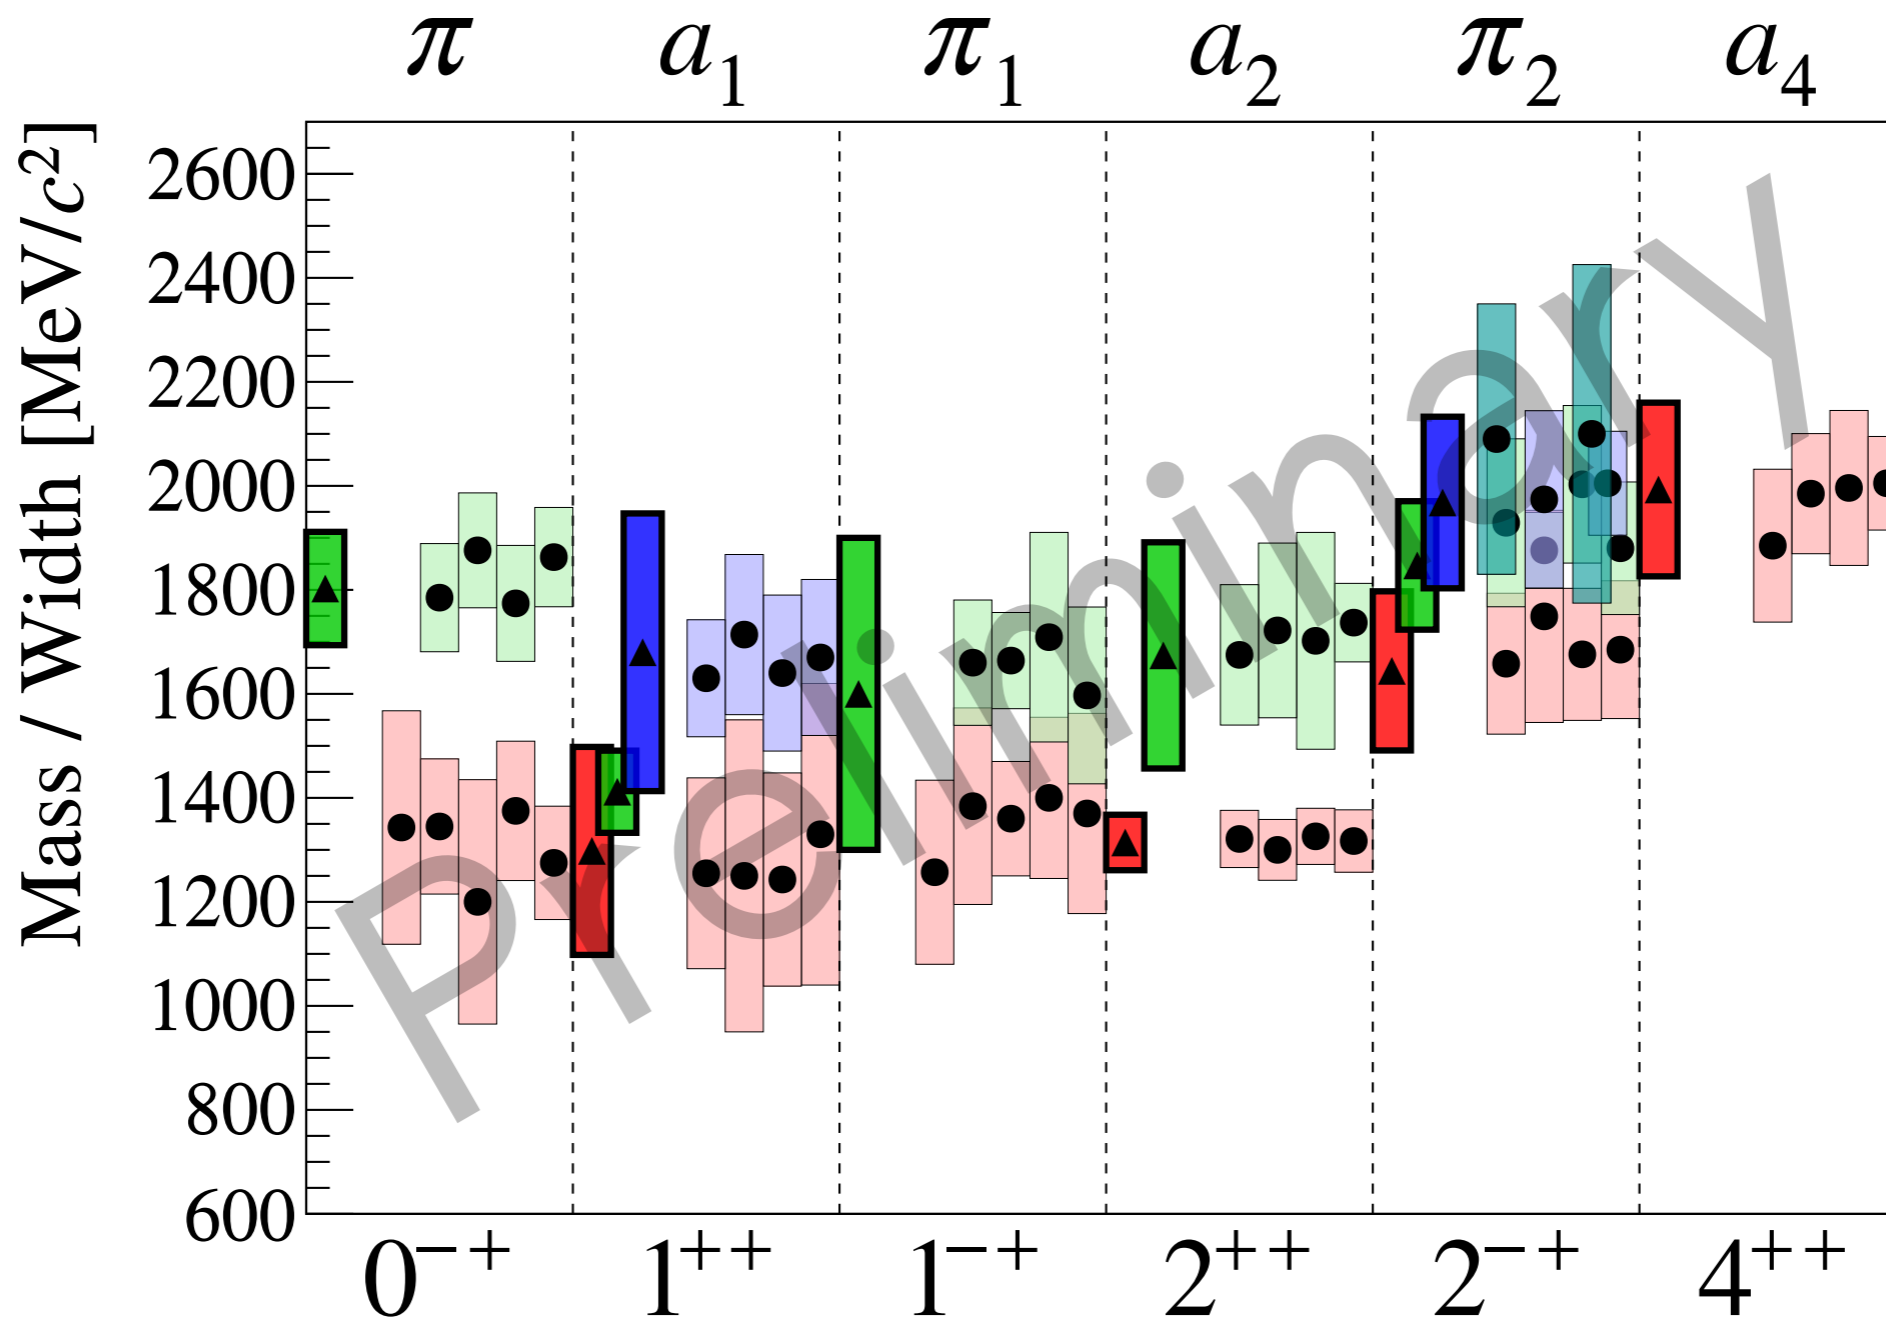 π a₁ π₁ a₂ π₂ a₄
Mass / Width [MeV/c²]
2600
2400
2200
2000
1800
1600
1400
1200
1000
800
600
Preliminary
0⁻⁺ 1⁺⁺ 1⁻⁺ 2⁺⁺ 2⁻⁺ 4⁺⁺